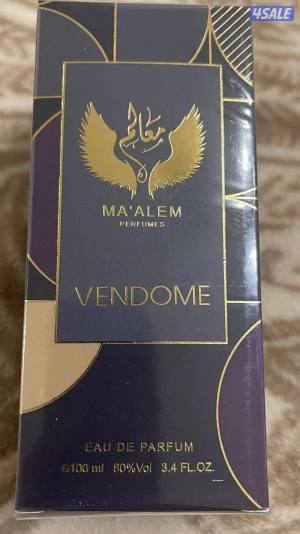 4SALE
معالم
MA'ALEM
PERFUMES
VENDOME
EAU DE PARFUM
℮100 ml 80%Vol 3.4 FL.OZ.